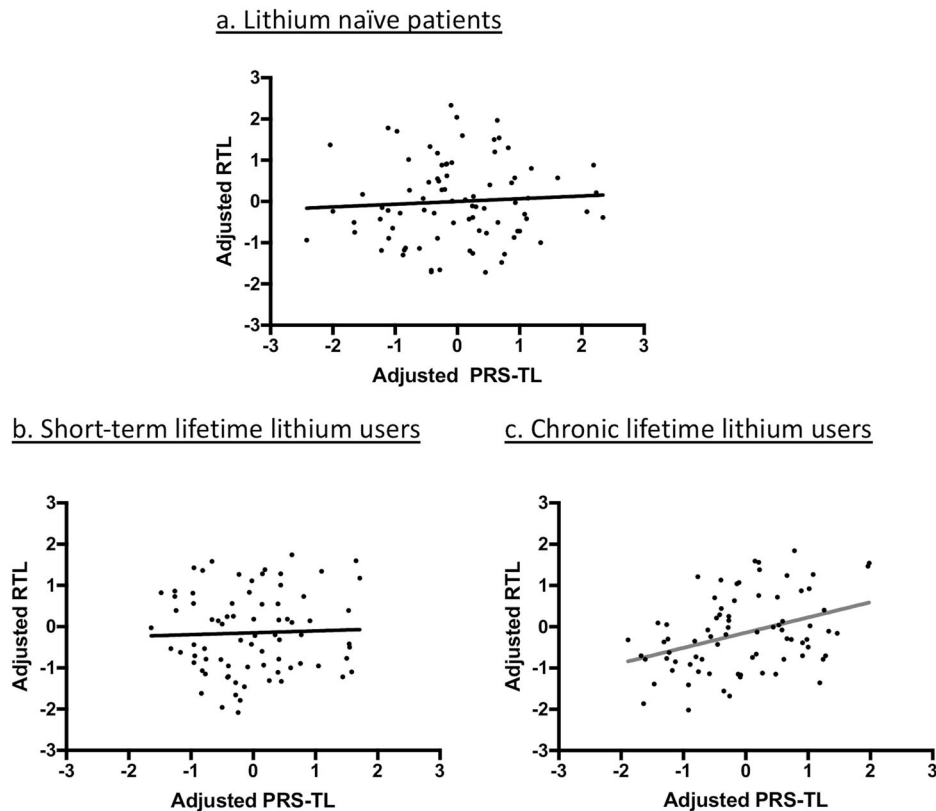 a. Lithium naïve patients
3
2
1
0
-1
-2
-3
Adjusted RTL
-3 -2 -1 0 1 2 3
Adjusted PRS-TL
b. Short-term lifetime lithium users
3
2
1
0
-1
-2
-3
Adjusted RTL
-3 -2 -1 0 1 2 3
Adjusted PRS-TL
c. Chronic lifetime lithium users
3
2
1
0
-1
-2
-3
Adjusted RTL
-3 -2 -1 0 1 2 3
Adjusted PRS-TL